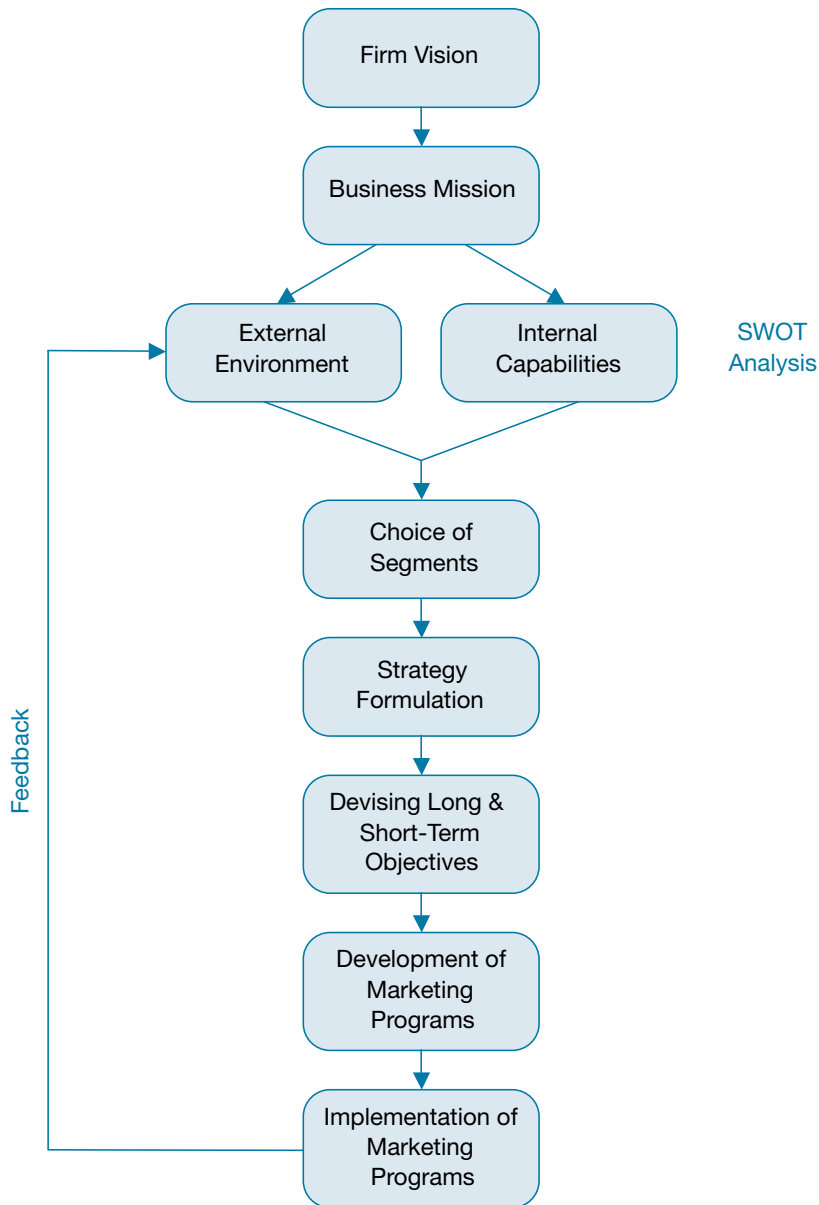 Firm Vision
Business Mission
External
Environment
Internal
Capabilities
SWOT
Analysis
Choice of
Segments
Strategy
Formulation
Feedback
Devising Long &
Short-Term
Objectives
Development of
Marketing
Programs
Implementation of
Marketing
Programs